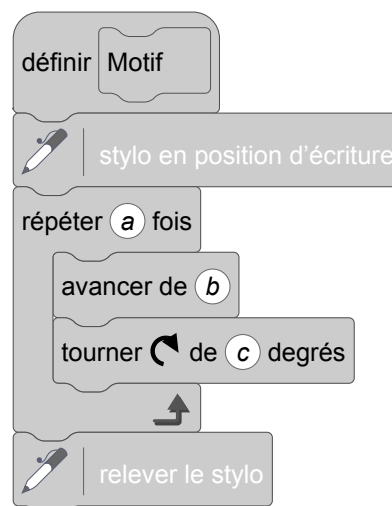 définir Motif
stylo en position d'écriture
répéter a fois
avancer de b
tourner de c degrés
relever le stylo